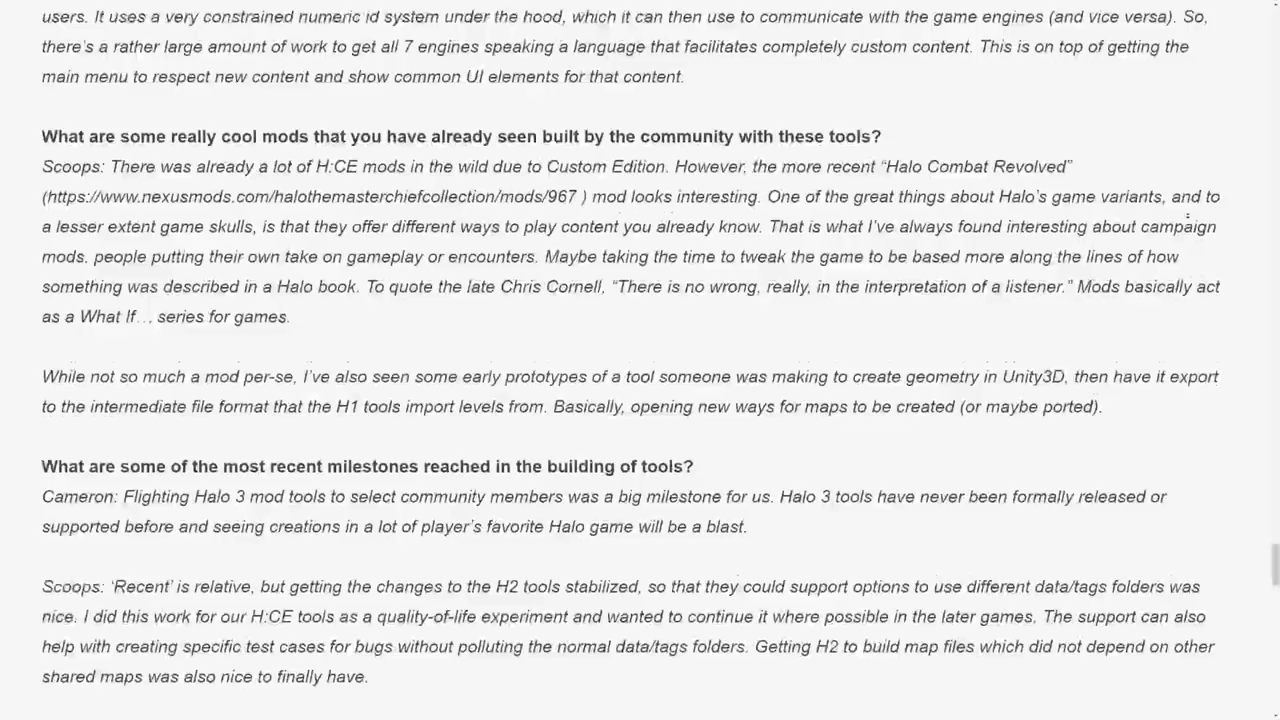 users. It uses a very constrained numeric id system under the hood, which it can then use to communicate with the game engines (and vice versa). So,
there's a rather large amount of work to get all 7 engines speaking a language that facilitates completely custom content. This is on top of getting the
main menu to respect new content and show common UI elements for that content.
What are some really cool mods that you have already seen built by the community with these tools?
Scoops: There was already a lot of H:CE mods in the wild due to Custom Edition. However, the more recent “Halo Combat Revolved”
(https://www.nexusmods.com/halothemasterchiefcollection/mods/967 ) mod looks interesting. One of the great things about Halo’s game variants, and to
a lesser extent game skulls, is that they offer different ways to play content you already know. That is what I’ve always found interesting about campaign
mods, people putting their own take on gameplay or encounters. Maybe taking the time to tweak the game to be based more along the lines of how
something was described in a Halo book. To quote the late Chris Cornell, “There is no wrong, really, in the interpretation of a listener.” Mods basically act
as a What If… series for games.
While not so much a mod per-se, I’ve also seen some early prototypes of a tool someone was making to create geometry in Unity3D, then have it export
to the intermediate file format that the H1 tools import levels from. Basically, opening new ways for maps to be created (or maybe ported).
What are some of the most recent milestones reached in the building of tools?
Cameron: Flighting Halo 3 mod tools to select community members was a big milestone for us. Halo 3 tools have never been formally released or
supported before and seeing creations in a lot of player’s favorite Halo game will be a blast.
Scoops: ‘Recent’ is relative, but getting the changes to the H2 tools stabilized, so that they could support options to use different data/tags folders was
nice. I did this work for our H:CE tools as a quality-of-life experiment and wanted to continue it where possible in the later games. The support can also
help with creating specific test cases for bugs without polluting the normal data/tags folders. Getting H2 to build map files which did not depend on other
shared maps was also nice to finally have.